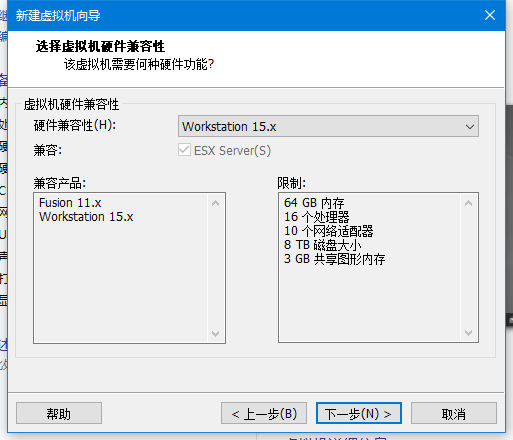 新建虚拟机向导
选择虚拟机硬件兼容性
该虚拟机需要何种硬件功能?
虚拟机硬件兼容性
硬件兼容性(H): Workstation 15.x
兼容: ESX Server(S)
兼容产品: 限制:
Fusion 11.x
Workstation 15.x
64 GB 内存
16 个处理器
10 个网络适配器
8 TB 磁盘大小
3 GB 共享图形内存
帮助 < 上一步(B) 下一步(N) > 取消